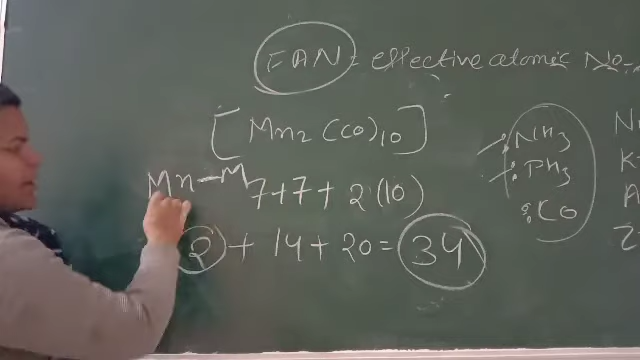 EAN = effective atomic No-
[Mn2 (CO)10]
Mn-M
7+7+ 2(10)
2 + 14 + 20 = 34
NH3
PH3
:CO